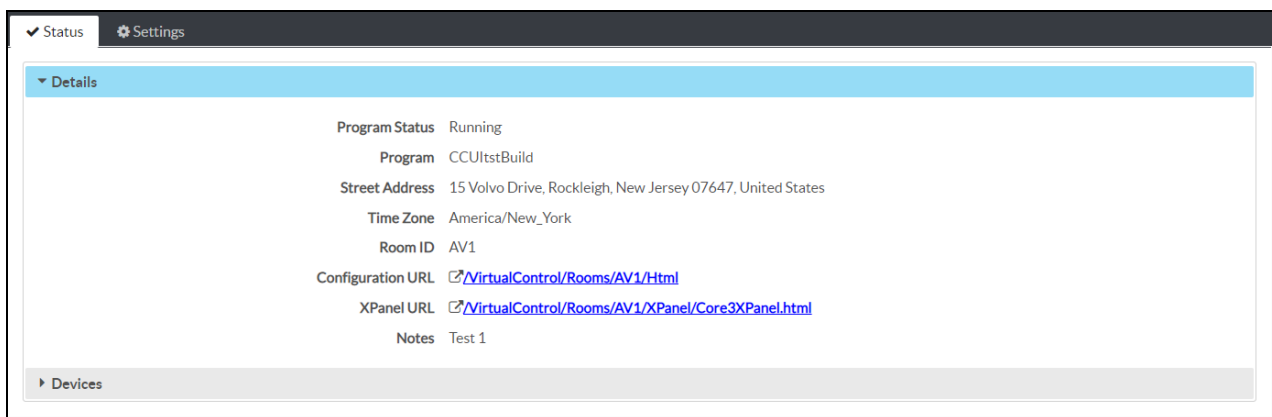 Status Settings
Details
Program Status Running
Program CCUItstBuild
Street Address 15 Volvo Drive, Rockleigh, New Jersey 07647, United States
Time Zone America/New_York
Room ID AV1
Configuration URL /VirtualControl/Rooms/AV1/Html
XPanel URL /VirtualControl/Rooms/AV1/XPanel/Core3XPanel.html
Notes Test 1
Devices